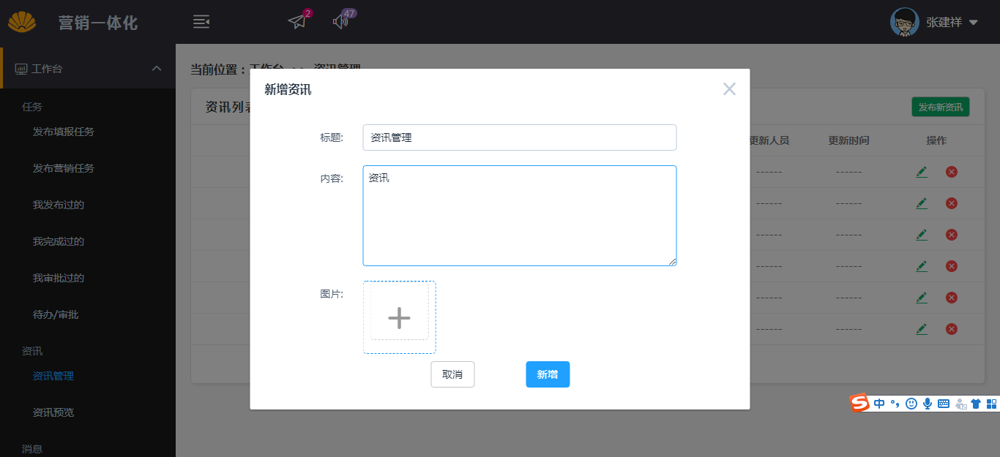 营销一体化
2
47
张建祥
工作台
任务
发布填报任务
发布营销任务
我发布过的
我完成过的
我审批过的
待办/审批
资讯
资讯管理
资讯预览
消息
当前位置：工作台 >> 资讯管理
资讯列表
发布新资讯
更新人员 更新时间 操作
------ ------
------ ------
------ ------
------ ------
------ ------
------ ------
新增资讯
标题: 资讯管理
内容: 资讯
图片:
取消 新增
中